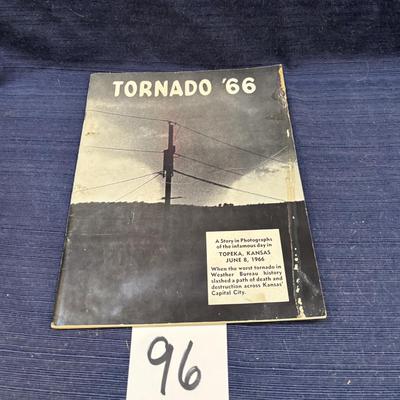 TORNADO '66
A Story in Photographs
of the infamous day in
TOPEKA, KANSAS
JUNE 8, 1966
When the worst tornado in
Weather Bureau history
slashed a path of death and
destruction across Kansas'
Capital City.
96